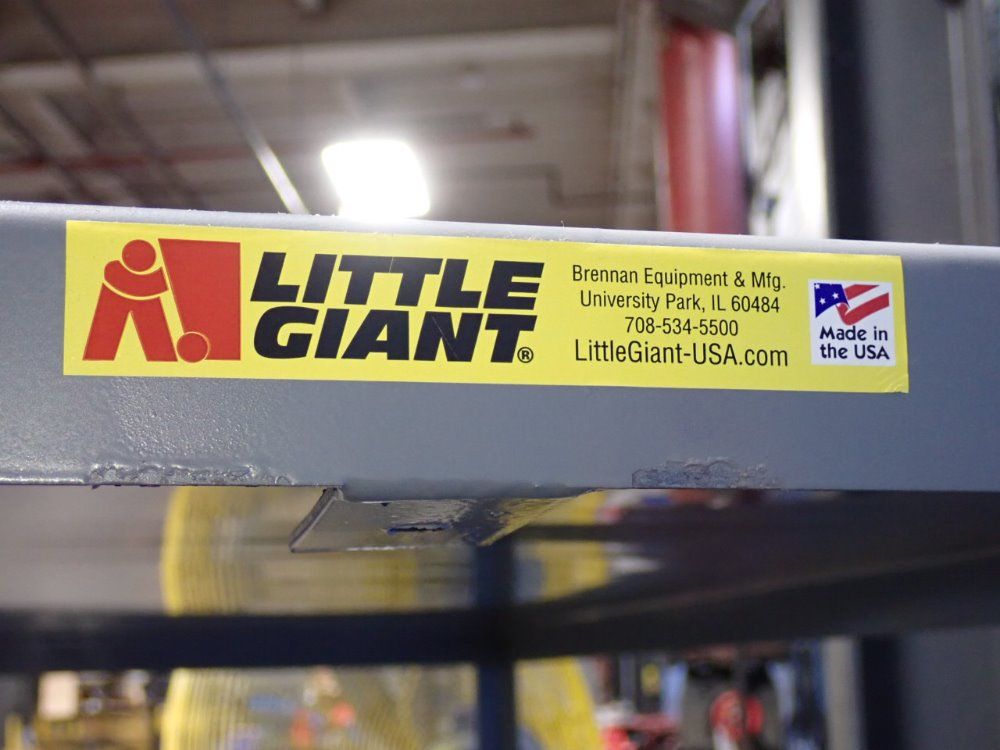 LITTLE
GIANT®
Brennan Equipment & Mfg.
University Park, IL 60484
708-534-5500
LittleGiant-USA.com
Made in
the USA